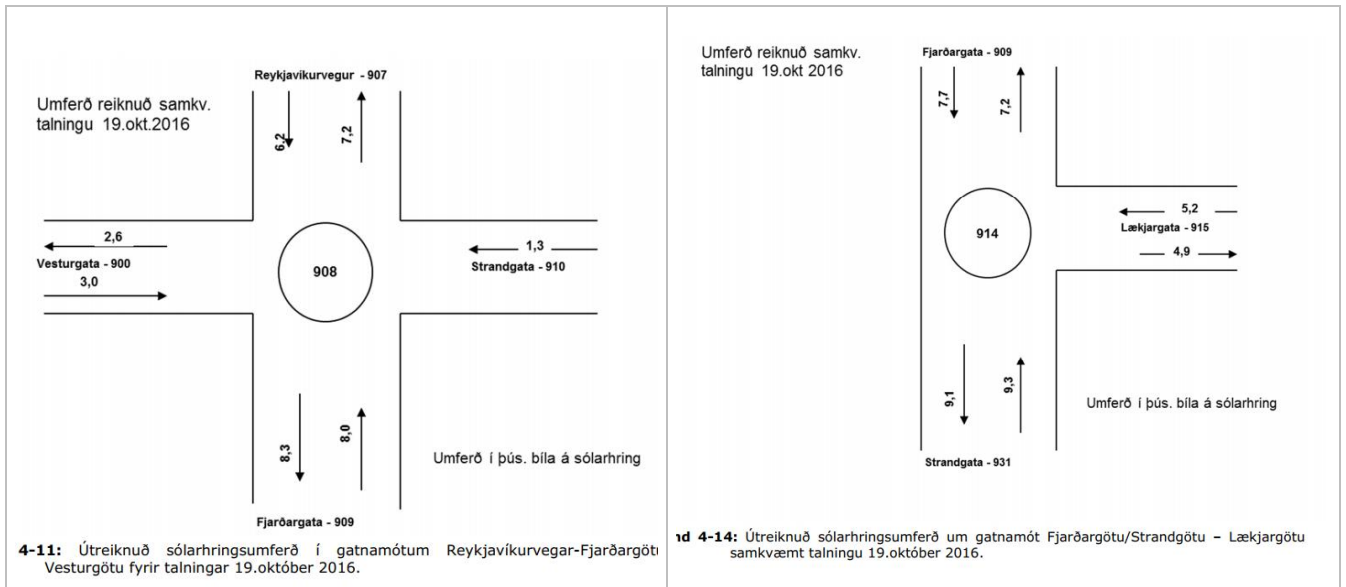 Reykjavikurvegur - 907
Umferð reiknuð samkv.
talningu 19.okt.2016
6,2
7,2
2,6
Vesturgata - 900
3,0
908
1,3
Strandgata - 910
8,3
8,0
Umferð í þús. bíla á sólarhring
Fjarðargata - 909
4-11: Útreiknuð sólarhringsumferð í gatnamótum Reykjavíkurvegar-Fjarðargötu
Vesturgötu fyrir talningar 19.október 2016.
Umferð reiknuð samkv.
talningu 19.okt 2016
Fjarðargata - 909
7,7
7,2
914
5,2
Lækjargata - 915
4,9
9,1
9,3
Umferð í þús. bíla á sólarhring
Strandgata - 931
nd 4-14: Útreiknuð sólarhringsumferð um gatnamót Fjarðargötu/Strandgötu – Lækjargötu
samkvæmt talningu 19.október 2016.